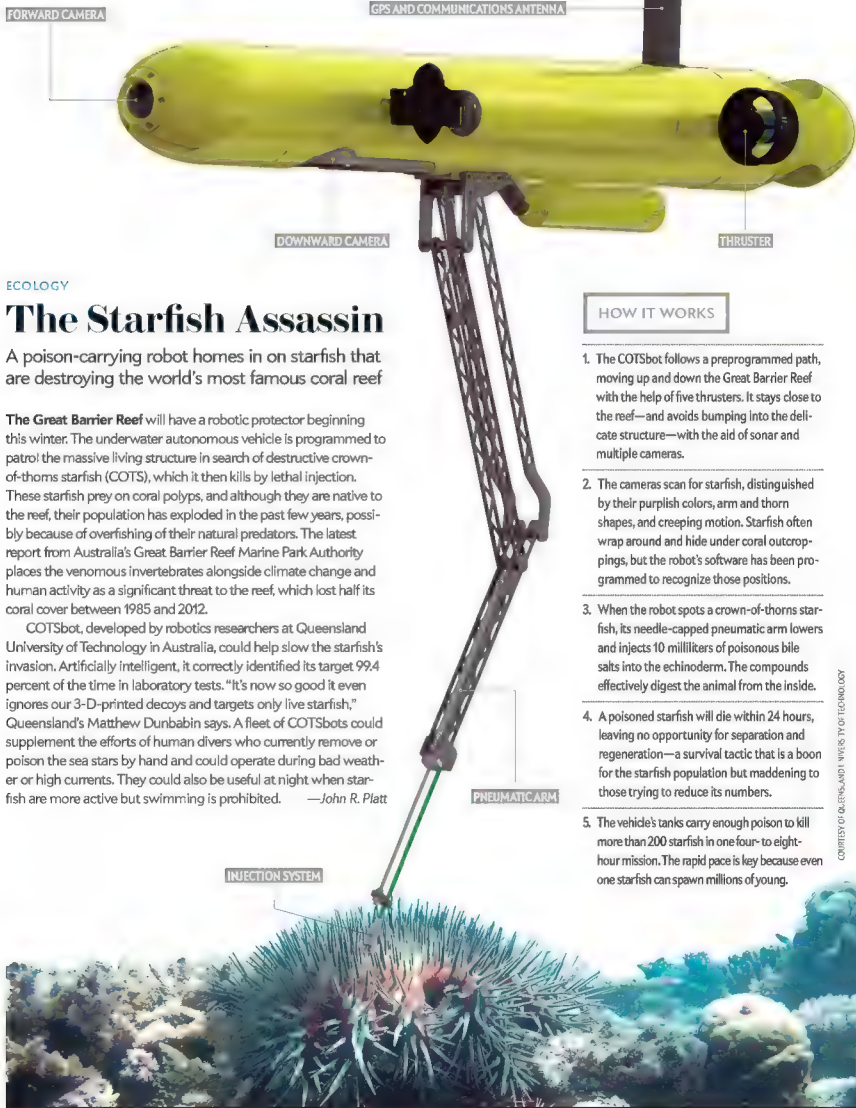 FORWARD CAMERA
GPS AND COMMUNICATIONS ANTENNA
DOWNWARD CAMERA
THRUSTER
ECOLOGY
The Starfish Assassin
A poison-carrying robot homes in on starfish that
are destroying the world's most famous coral reef
The Great Barrier Reef will have a robotic protector beginning
this winter. The underwater autonomous vehicle is programmed to
patrol the massive living structure in search of destructive crown-
of-thorns starfish (COTS), which it then kills by lethal injection.
These starfish prey on coral polyps, and although they are native to
the reef, their population has exploded in the past few years, possi-
bly because of overfishing of their natural predators. The latest
report from Australia's Great Barrier Reef Marine Park Authority
places the venomous invertebrates alongside climate change and
human activity as a significant threat to the reef, which lost half its
coral cover between 1985 and 2012.
COTSbot, developed by robotics researchers at Queensland
University of Technology in Australia, could help slow the starfish's
invasion. Artificially intelligent, it correctly identified its target 99.4
percent of the time in laboratory tests. "It's now so good it even
ignores our 3-D-printed decoys and targets only live starfish,"
Queensland's Matthew Dunbabin says. A fleet of COTSbots could
supplement the efforts of human divers who currently remove or
poison the sea stars by hand and could operate during bad weath-
er or high currents. They could also be useful at night when star-
fish are more active but swimming is prohibited. —John R. Platt
HOW IT WORKS
1. The COTSbot follows a preprogrammed path,
moving up and down the Great Barrier Reef
with the help of five thrusters. It stays close to
the reef—and avoids bumping into the deli-
cate structure—with the aid of sonar and
multiple cameras.
2. The cameras scan for starfish, distinguished
by their purplish colors, arm and thorn
shapes, and creeping motion. Starfish often
wrap around and hide under coral outcrop-
pings, but the robot's software has been pro-
grammed to recognize those positions.
3. When the robot spots a crown-of-thorns star-
fish, its needle-capped pneumatic arm lowers
and injects 10 milliliters of poisonous bile
salts into the echinoderm. The compounds
effectively digest the animal from the inside.
4. A poisoned starfish will die within 24 hours,
leaving no opportunity for separation and
regeneration—a survival tactic that is a boon
for the starfish population but maddening to
those trying to reduce its numbers.
5. The vehicle's tanks carry enough poison to kill
more than 200 starfish in one four- to eight-
hour mission. The rapid pace is key because even
one starfish can spawn millions of young.
PNEUMATIC ARM
INJECTION SYSTEM
COURTESY OF QUEENSLAND UNIVERSITY OF TECHNOLOGY